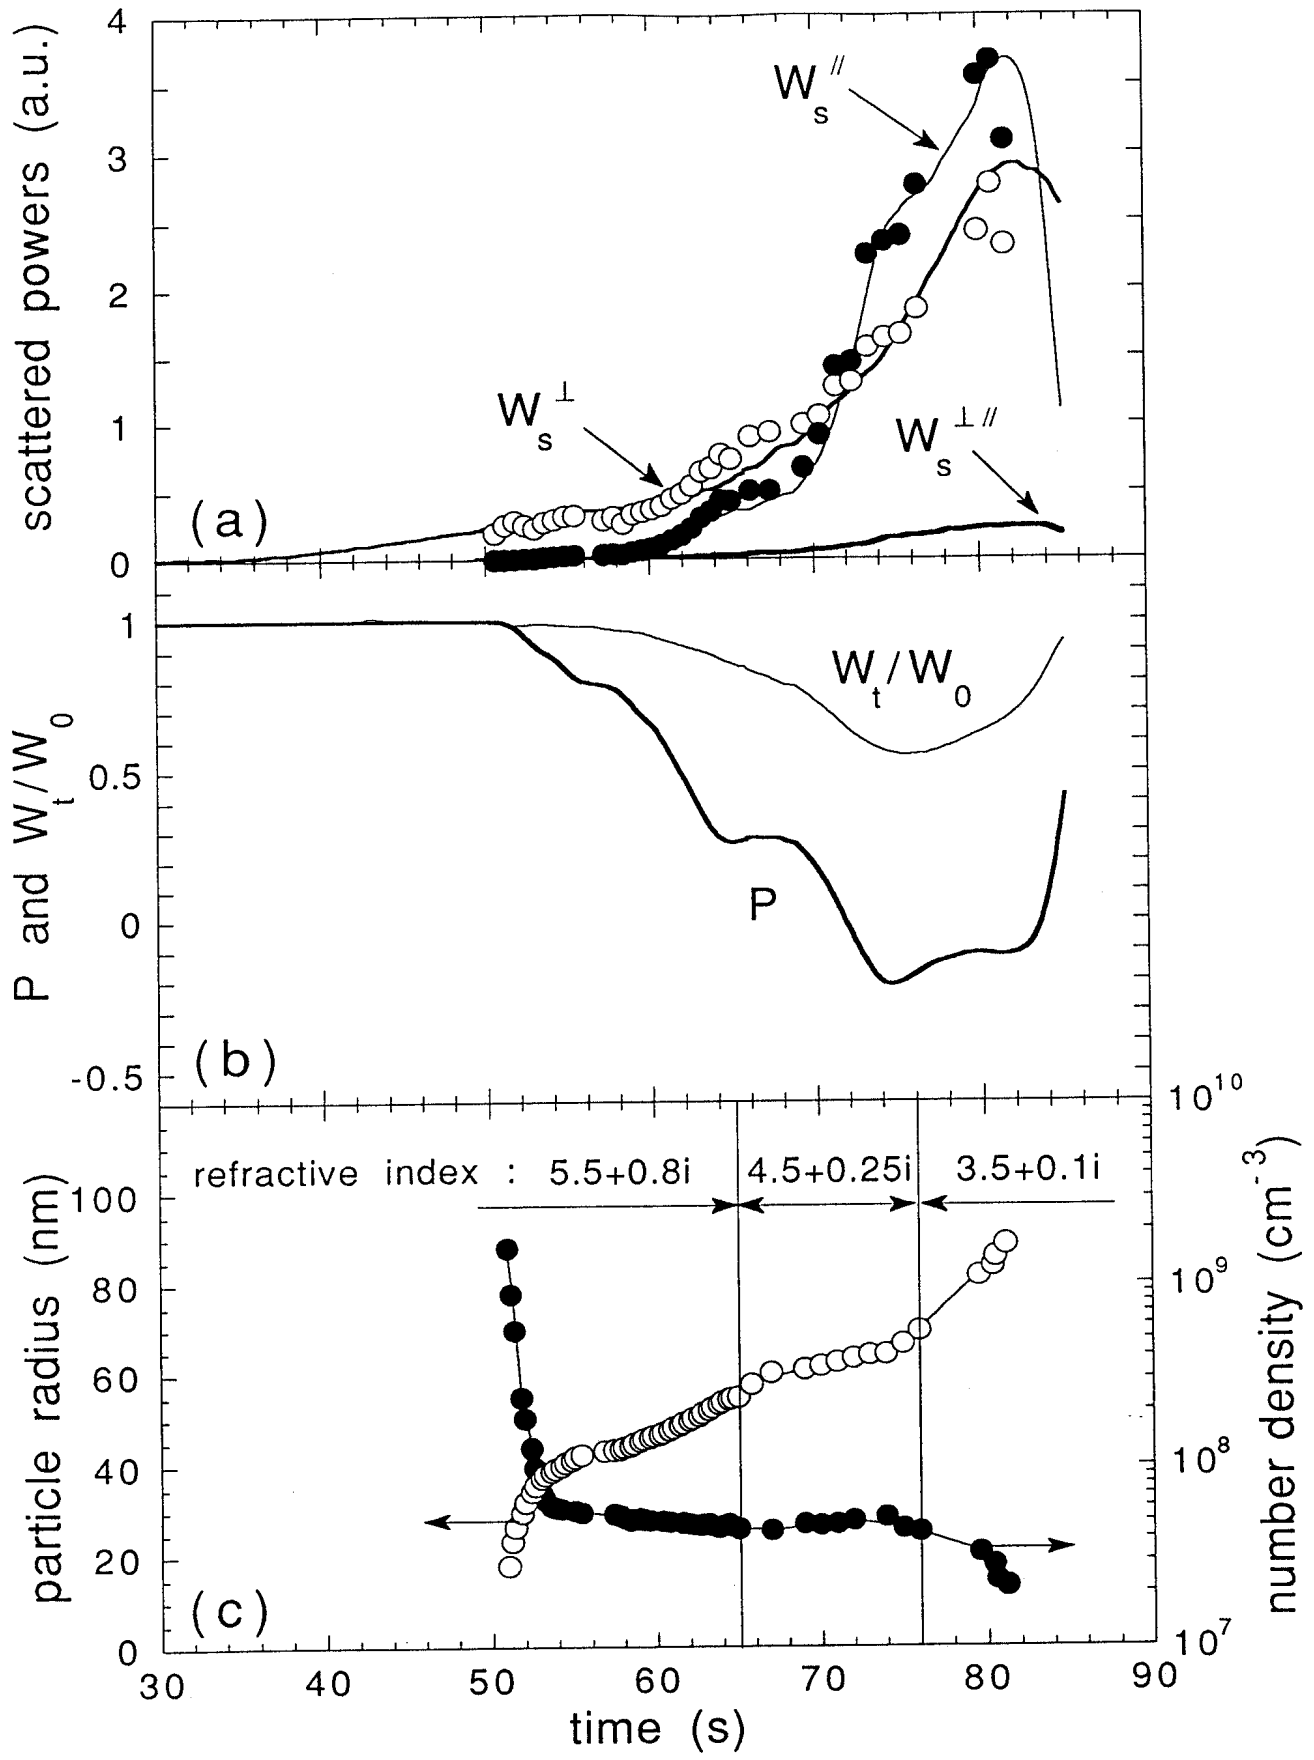 scattered powers (a.u.)
4
3
2
1
0
W_s^//
W_s^⊥
W_s^⊥//
(a)
P and W_t/W_0
1
0.5
0
-0.5
W_t/W_0
P
(b)
particle radius (nm)
100
80
60
40
20
0
refractive index : 5.5+0.8i 4.5+0.25i 3.5+0.1i
(c)
10^10
10^9
10^8
10^7
number density (cm^-3)
30 40 50 60 70 80 90
time (s)